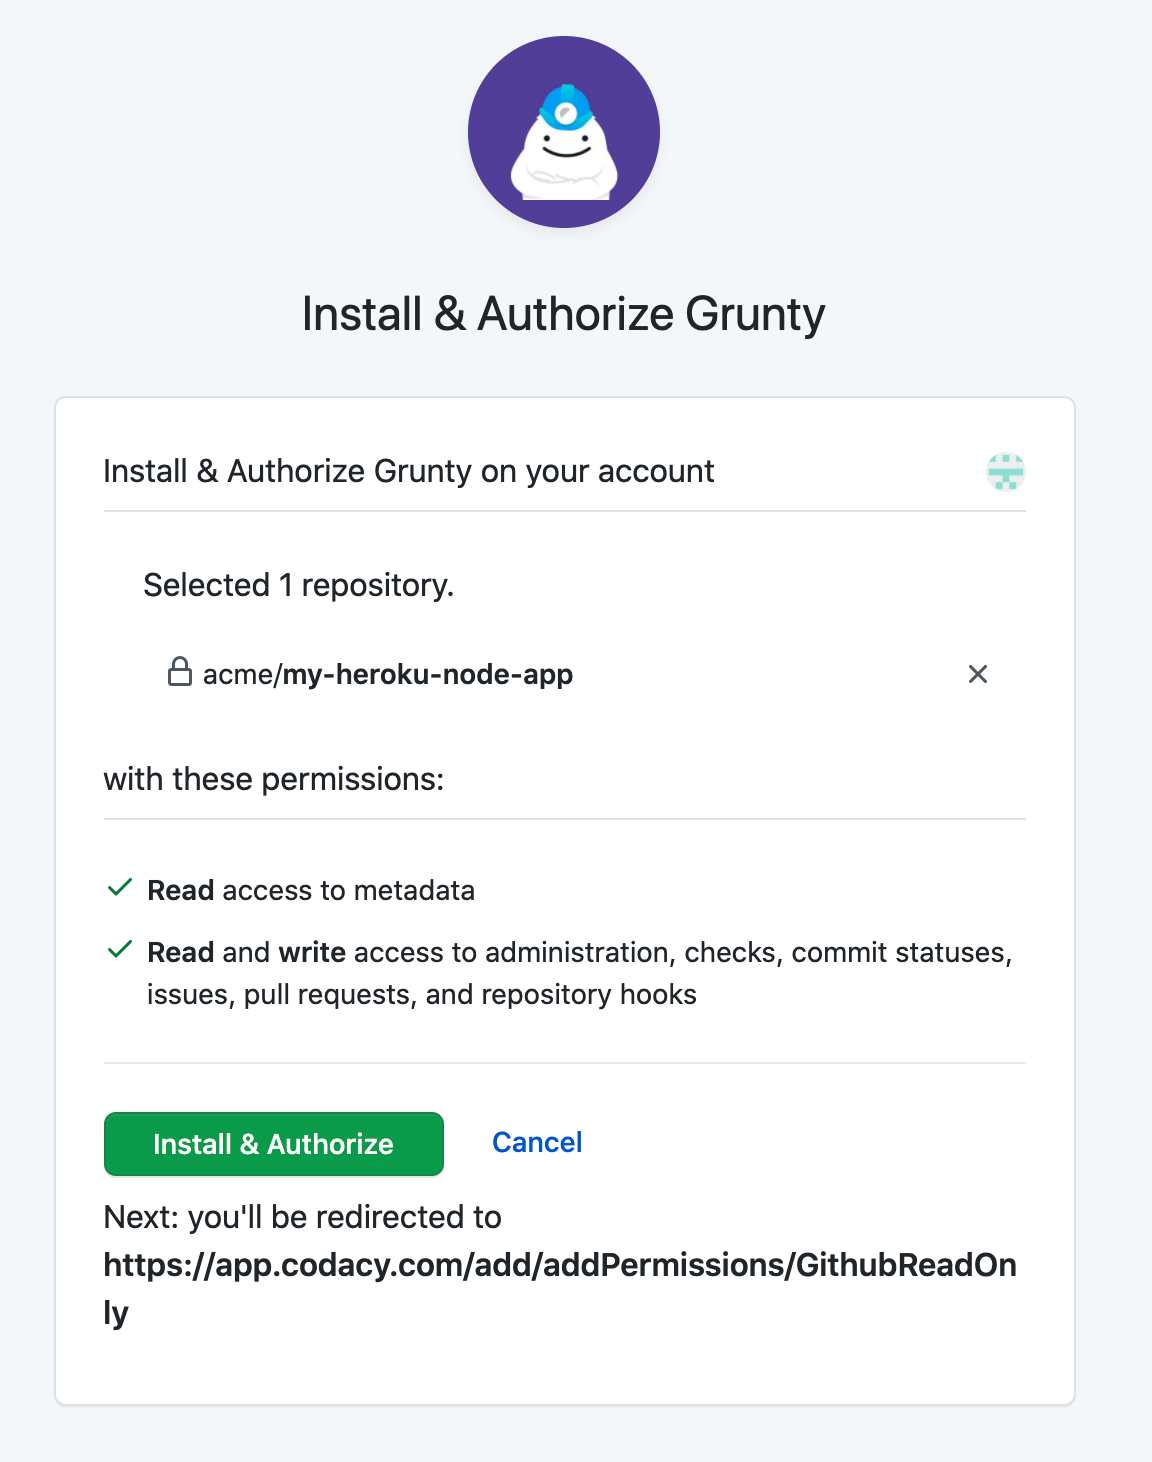 Install & Authorize Grunty
Install & Authorize Grunty on your account
Selected 1 repository.
acme/my-heroku-node-app
with these permissions:
Read access to metadata
Read and write access to administration, checks, commit statuses,
issues, pull requests, and repository hooks
Install & Authorize
Cancel
Next: you'll be redirected to
https://app.codacy.com/add/addPermissions/GithubReadOn
ly